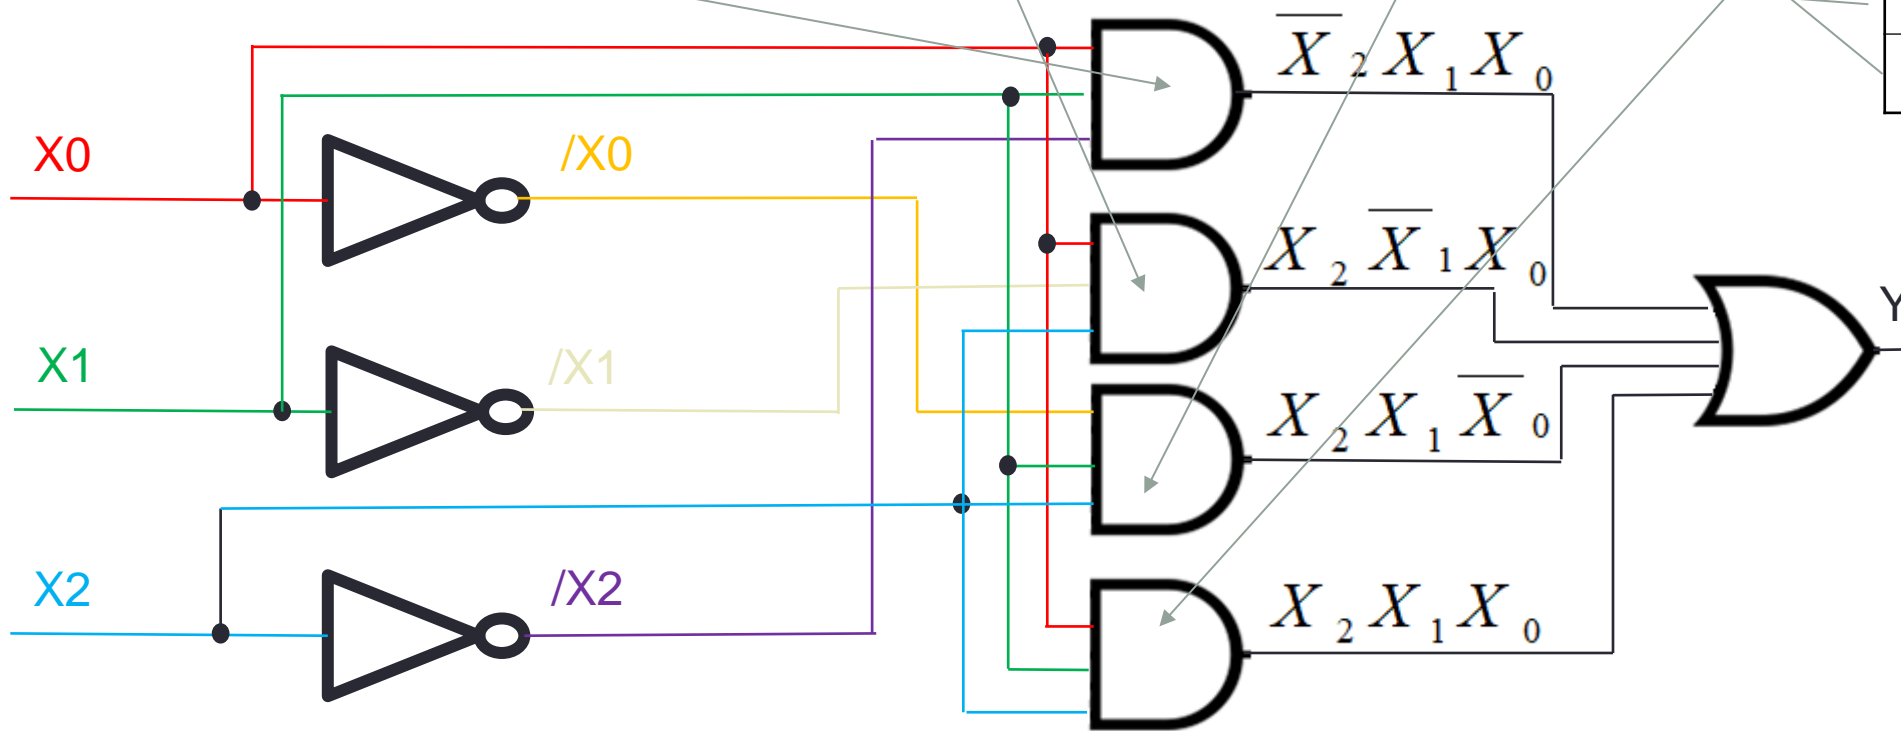 X0
/X0
X1
/X1
X2
/X2
X̅₂X₁X₀
X₂X̅₁X₀
X₂X₁X̅₀
X₂X₁X₀
Y